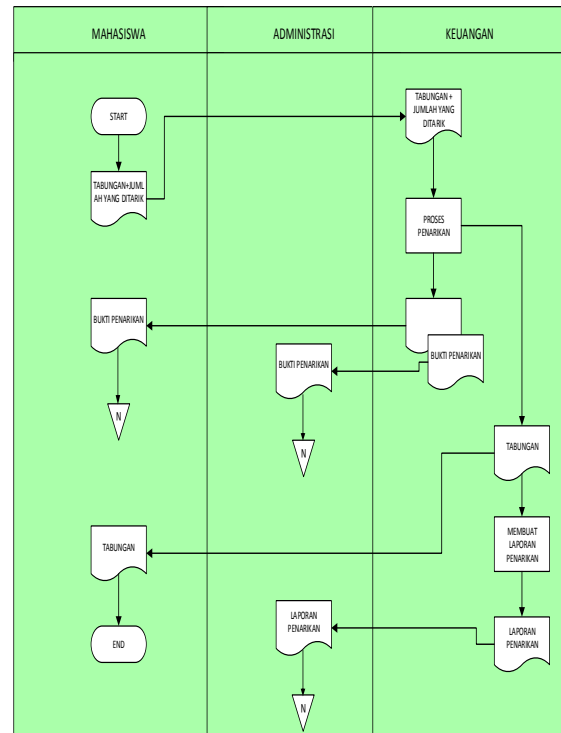 MAHASISWA
ADMINISTRASI
KEUANGAN
START
TABUNGAN +
JUMLAH YANG
DITARIK
TABUNGAN+JUML
AH YANG DITARIK
PROSES
PENARIKAN
BUKTI PENARIKAN
BUKTI PENARIKAN
BUKTI PENARIKAN
N
N
TABUNGAN
TABUNGAN
MEMBUAT
LAPORAN
PENARIKAN
LAPORAN
PENARIKAN
LAPORAN
PENARIKAN
END
N